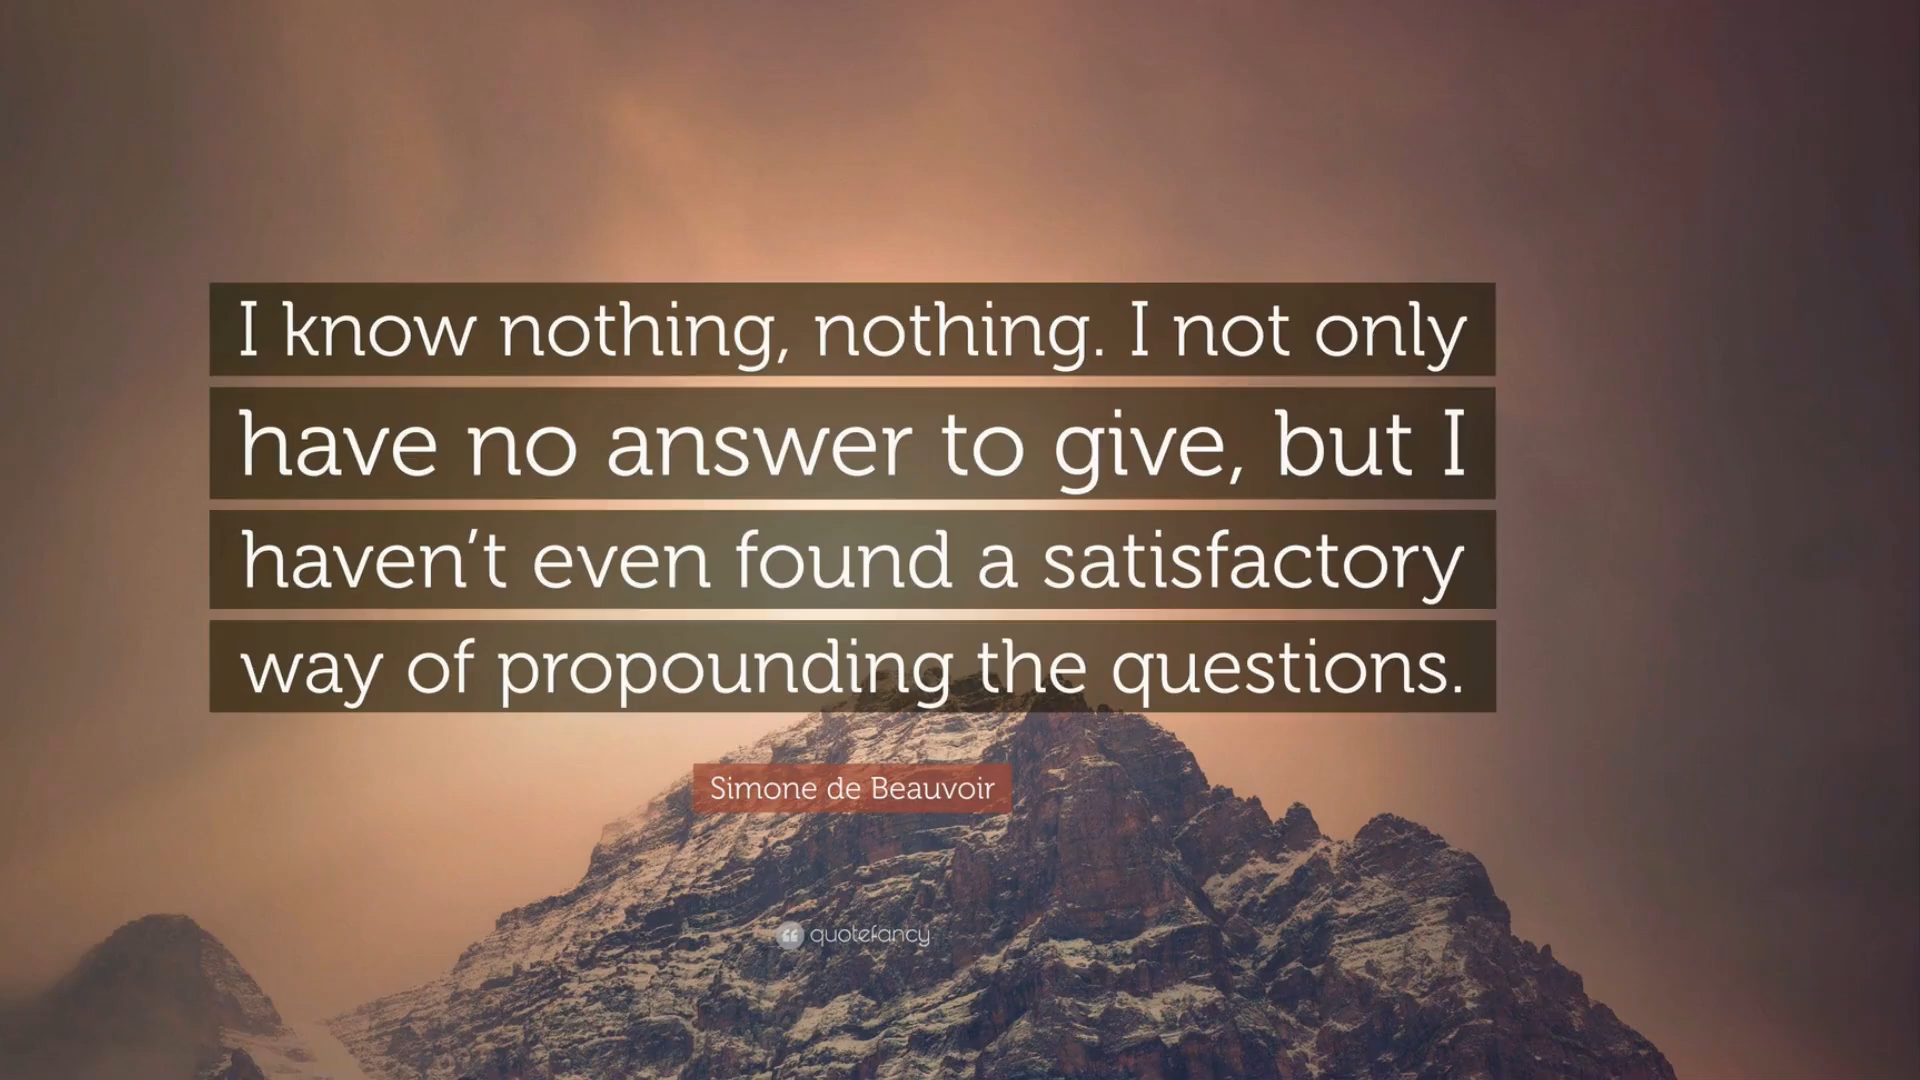 I know nothing, nothing. I not only
have no answer to give, but I
haven’t even found a satisfactory
way of propounding the questions.
Simone de Beauvoir
quotefancy